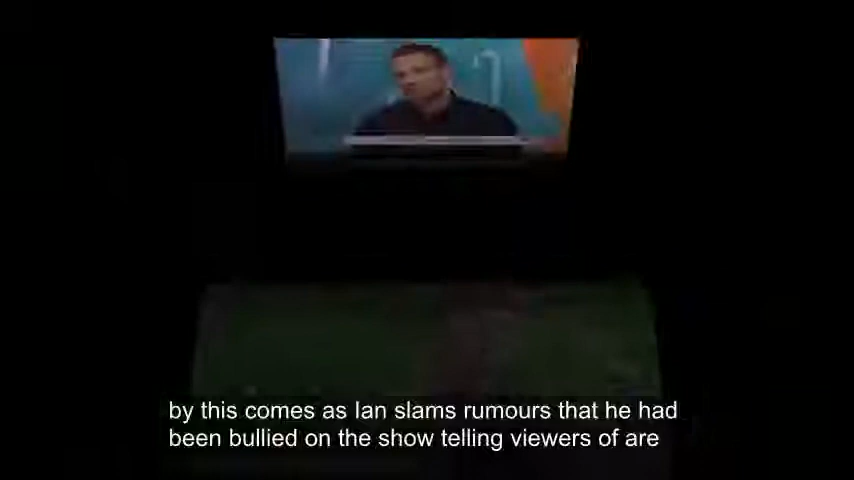 by this comes as Ian slams rumours that he had
been bullied on the show telling viewers of are